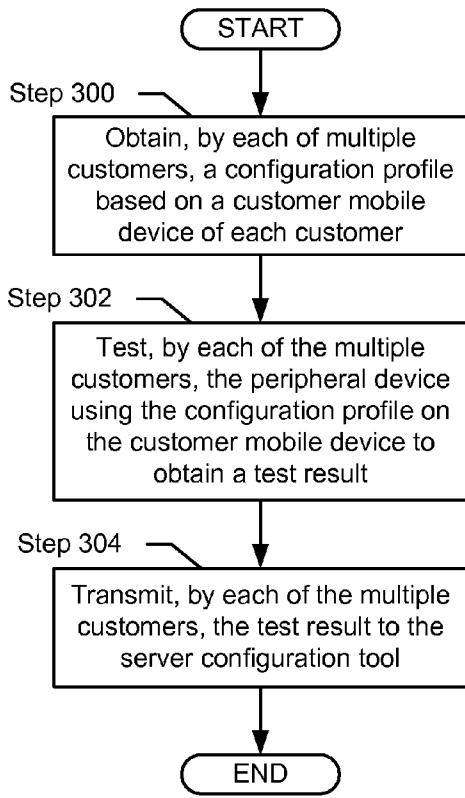 START
Step 300
Obtain, by each of multiple
customers, a configuration profile
based on a customer mobile
device of each customer
Step 302
Test, by each of the multiple
customers, the peripheral device
using the configuration profile on
the customer mobile device to
obtain a test result
Step 304
Transmit, by each of the multiple
customers, the test result to the
server configuration tool
END